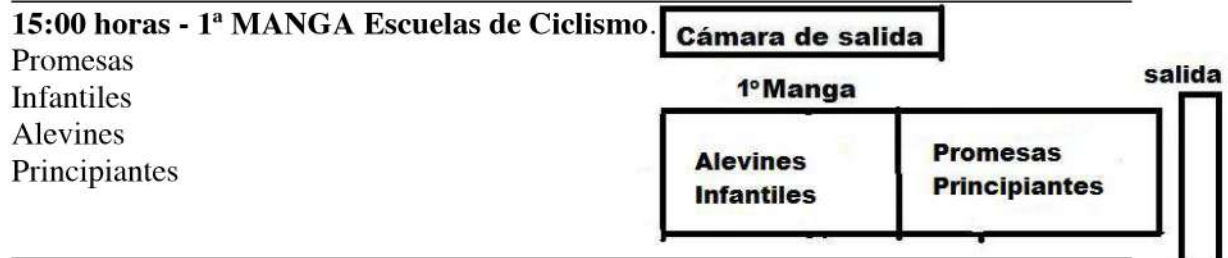 15:00 horas - 1ª MANGA Escuelas de Ciclismo.
Promesas
Infantiles
Alevines
Principiantes
Cámara de salida
salida
1ºManga
Alevines
Infantiles
Promesas
Principiantes